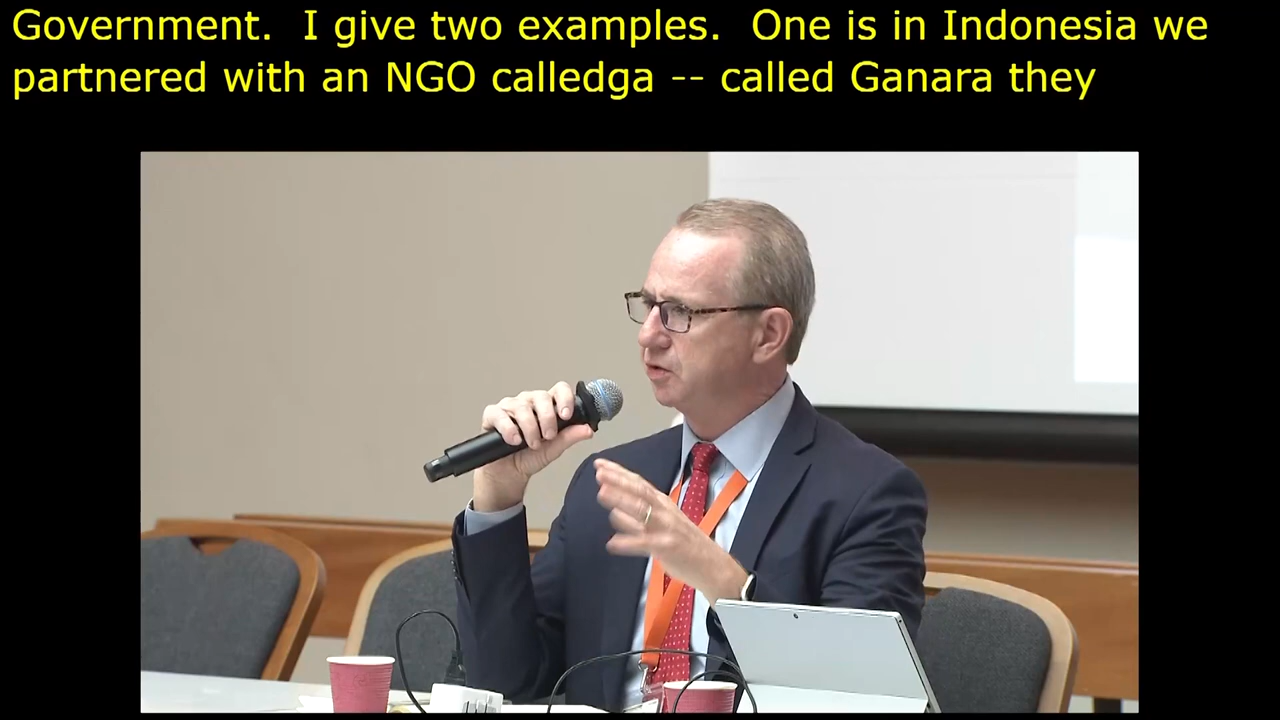 Government.  I give two examples.  One is in Indonesia we
partnered with an NGO calledga -- called Ganara they